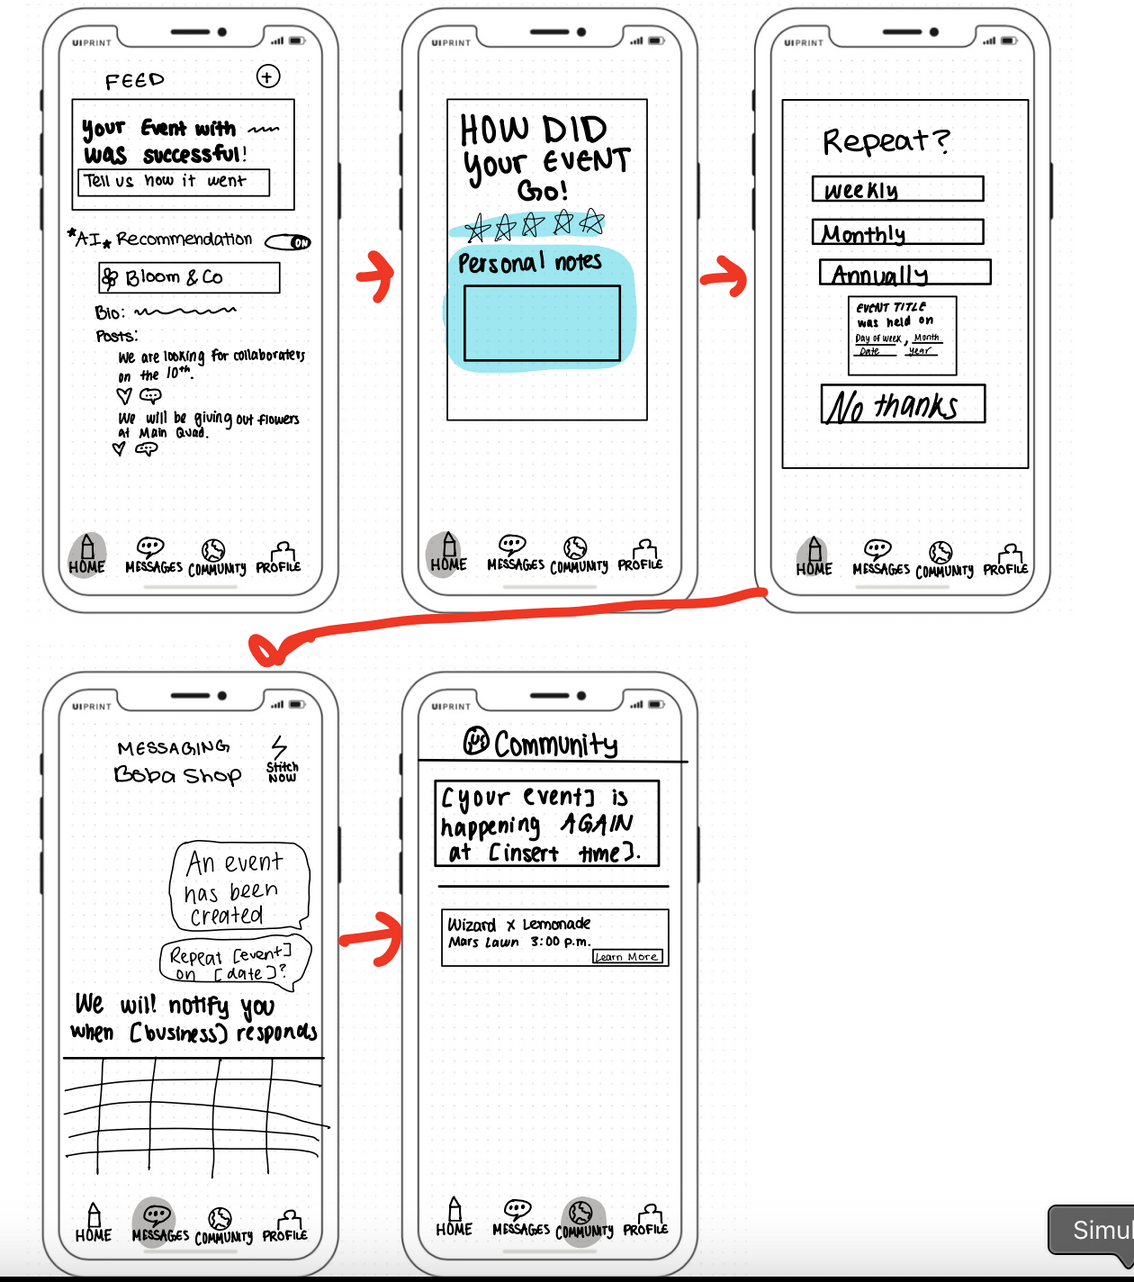 UIPRINT
FEED
+
Your Event with
was successful!
Tell us how it went
*AI* Recommendation ON
Bloom & Co
Bio:
Posts:
We are looking for collaboraters
on the 10th.
We will be giving out flowers
at Main Quad.
HOME MESSAGES COMMUNITY PROFILE
UIPRINT
HOW DID
your EVENT
Go!
Personal notes
HOME MESSAGES COMMUNITY PROFILE
UIPRINT
Repeat?
weekly
Monthly
Annually
EVENT TITLE
was held on
Day of week, Month
Date year
No thanks
HOME MESSAGES COMMUNITY PROFILE
UIPRINT
MESSAGING
Boba Shop
Stitch
NOW
An event
has been
created
Repeat [event]
on [date]?
We will notify you
when [business] responds
HOME MESSAGES COMMUNITY PROFILE
UIPRINT
Community
[your event] is
happening AGAIN
at [insert time].
Wizard x Lemonade
Mars Lawn 3:00 p.m.
Learn More
HOME MESSAGES COMMUNITY PROFILE
Simul